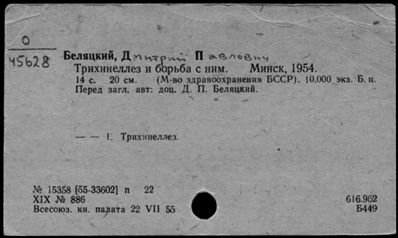 О
45628
Беляцкий, Дмитрий Павлович
Трихинеллез и борьба с ним. Минск, 1954.
14 с. 20 см. (М-во здравоохранения БССР). 10.000 экз. Б. ц.
Перед загл. авт: доц. Д. П. Беляцкий.
— — 1. Трихинеллез.
№ 15358 [55-33602] п 22
XIX № 886
616.962
Всесоюз. кн. палата 22 VII 55
Б449